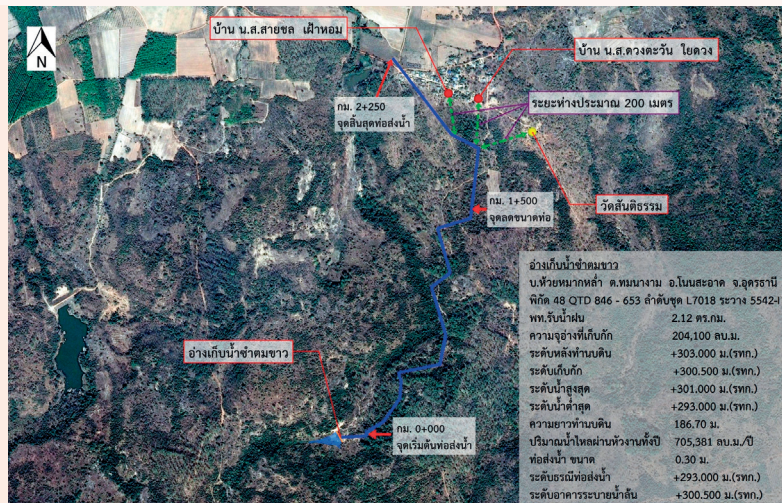 N
บ้าน น.ส.สายชล เฝ้าหอม
บ้าน น.ส.ดวงตะวัน ใยดวง
กม. 2+250
จุดสิ้นสุดท่อส่งน้ำ
ระยะห่างประมาณ 200 เมตร
กม. 1+500
จุดลดขนาดท่อ
วัดสันติธรรม
อ่างเก็บน้ำซำตมขาว
กม. 0+000
จุดเริ่มต้นท่อส่งน้ำ
อ่างเก็บน้ำซำตมขาว
บ.ห้วยหมากหล่ำ ต.ทมนางาม อ.โนนสะอาด จ.อุดรธานี
พิกัด 48 QTD 846 - 653 ลำดับชุด L7018 ระวาง 5542-I
พท.รับน้ำฝน 2.12 ตร.กม.
ความจุอ่างที่เก็บกัก 204,100 ลบ.ม.
ระดับหลังทำนบดิน +303.000 ม.(รทก.)
ระดับเก็บกัก +300.500 ม.(รทก.)
ระดับน้ำสูงสุด +301.000 ม.(รทก.)
ระดับน้ำต่ำสุด +293.000 ม.(รทก.)
ความยาวทำนบดิน 186.70 ม.
ปริมาณน้ำไหลผ่านหัวงานทั้งปี 705,381 ลบ.ม./ปี
ท่อส่งน้ำ ขนาด 0.30 ม.
ระดับธรณีท่อส่งน้ำ +293.000 ม.(รทก.)
ระดับอาคารระบายน้ำล้น +300.500 ม.(รทก.)